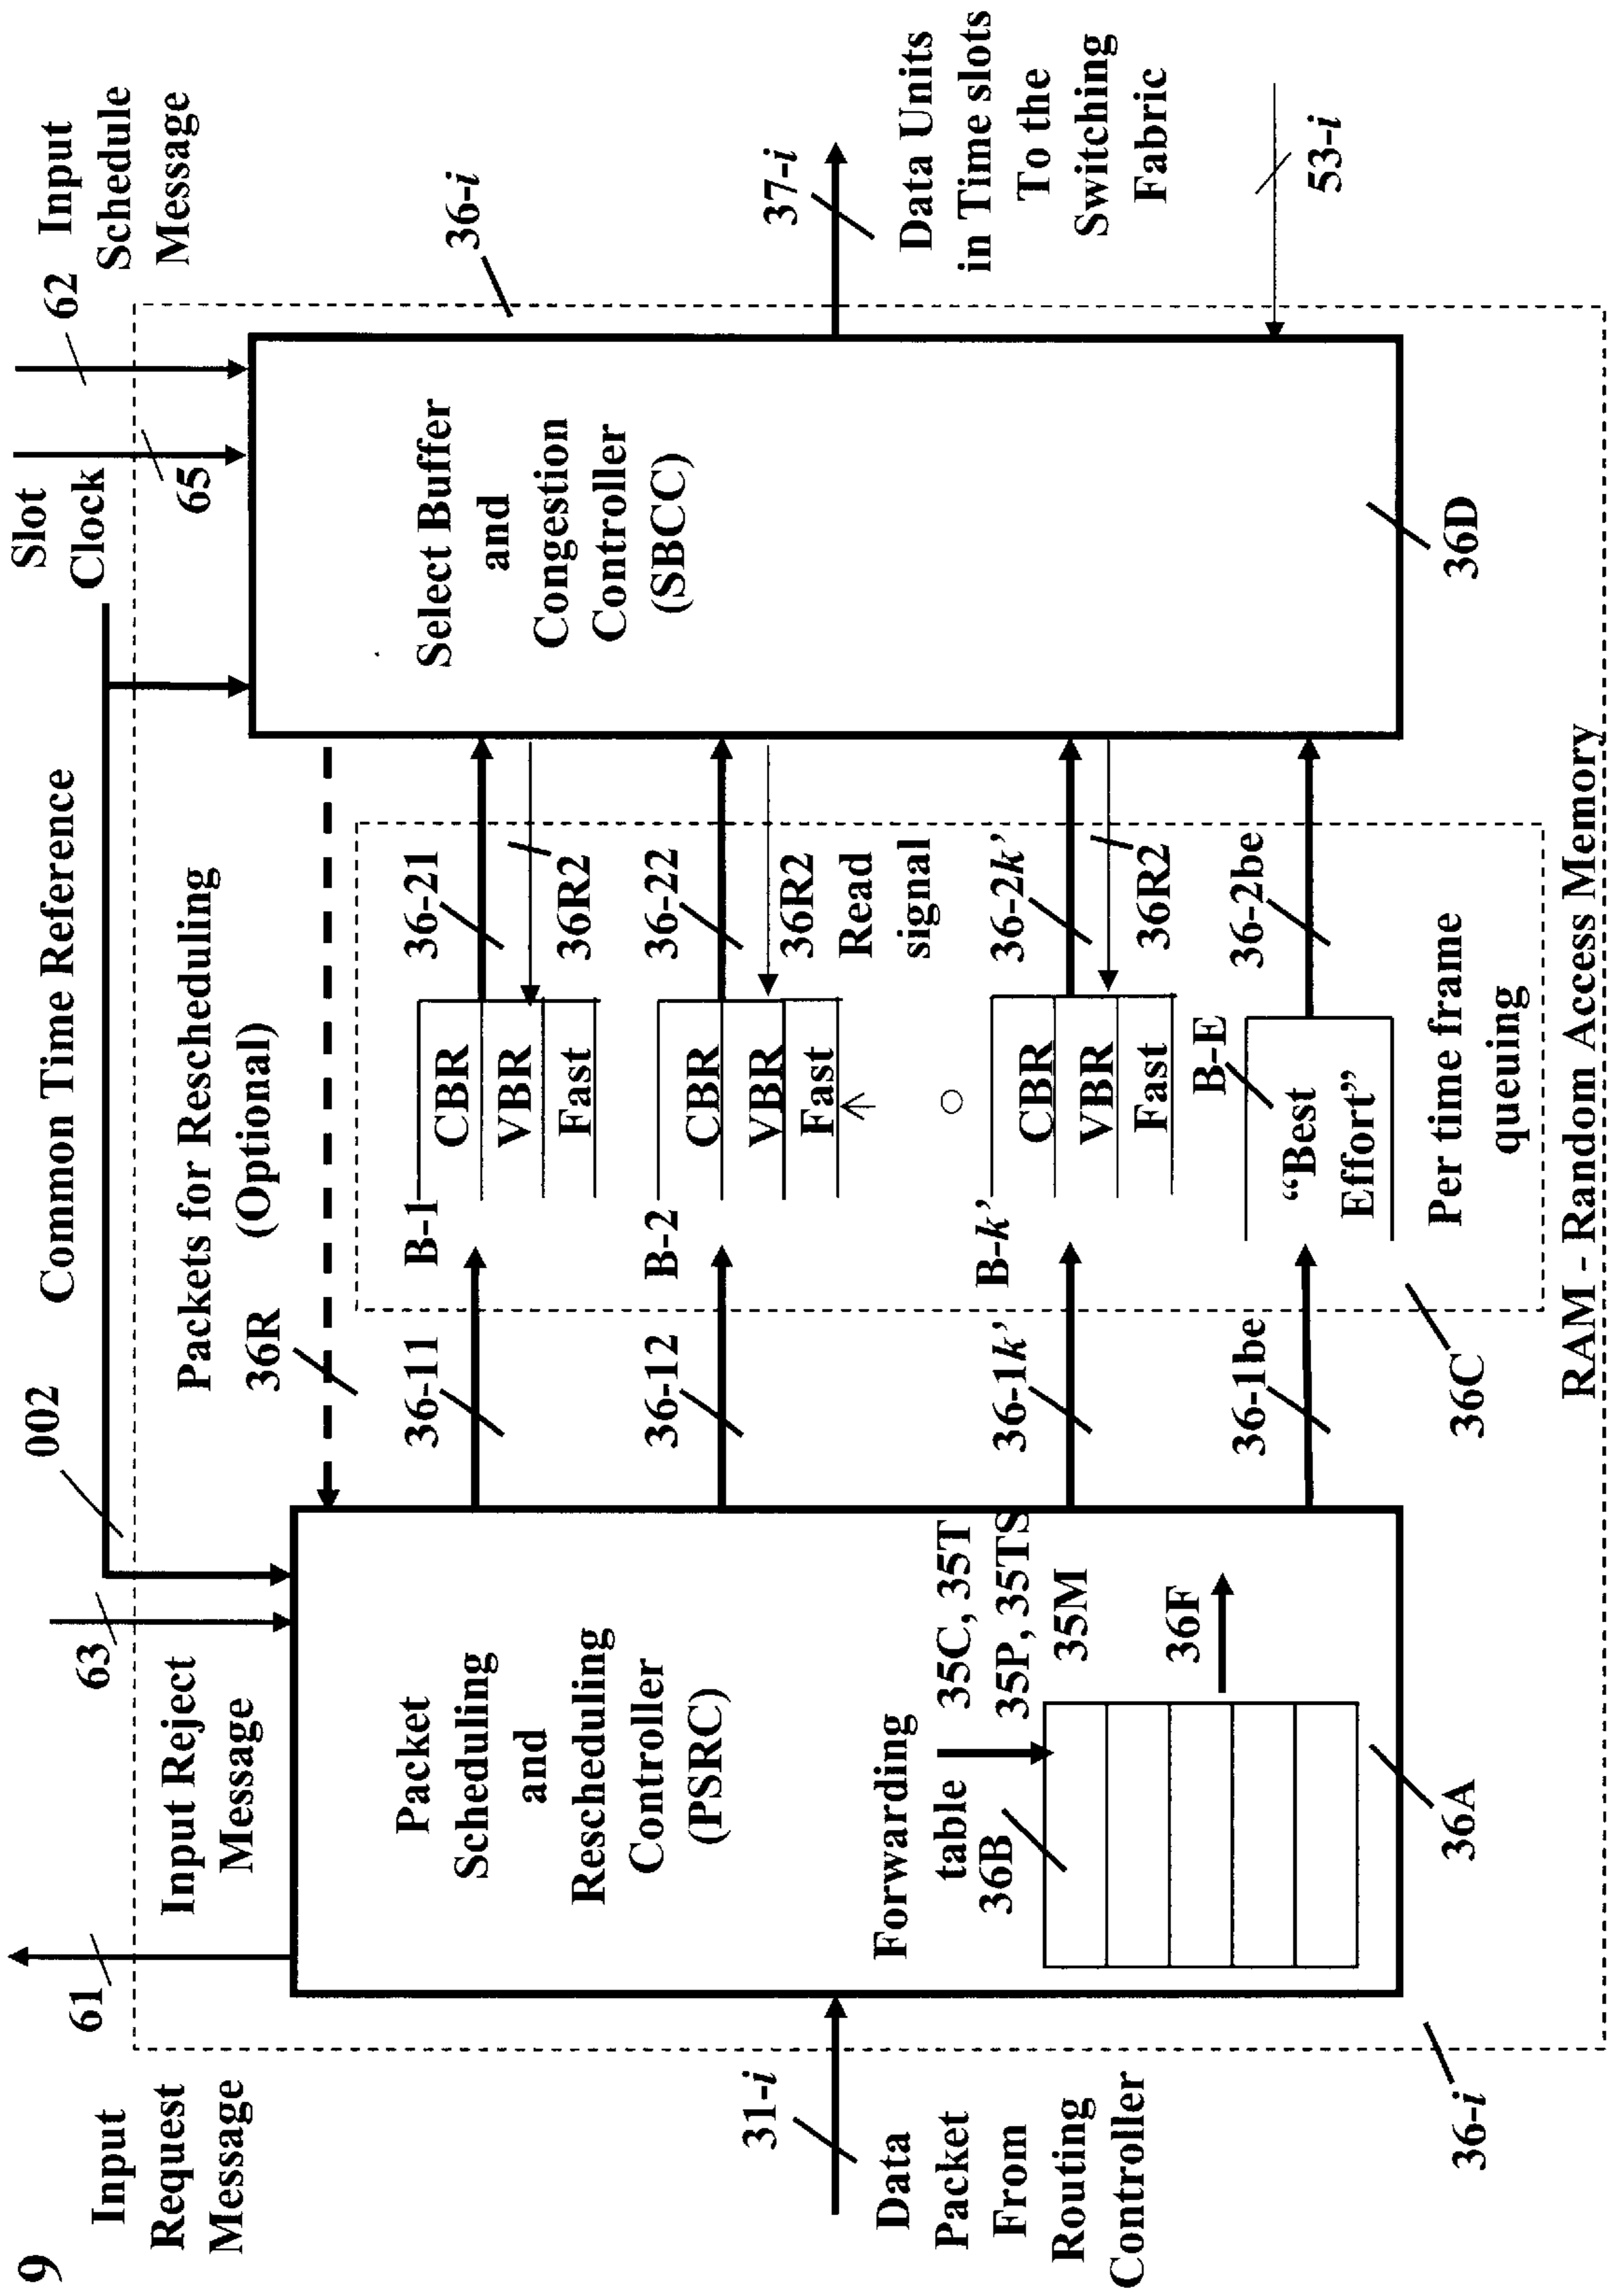 9
Input
Request
Message
61
Input Reject
Message
63
002
Common Time Reference
Slot
Clock
65
62
Input
Schedule
Message
Packets for Rescheduling
(Optional)
36R
36-i
31-i
Data
Packet
From
Routing
Controller
Packet
Scheduling
and
Rescheduling
Controller
(PSRC)
Forwarding
table
36B
35C, 35T
35P, 35TS
35M
36F
36A
36-i
36-11
36-12
36-1k’
36-1be
36C
B-1
CBR
VBR
Fast
B-2
CBR
VBR
Fast
B-k’
CBR
VBR
Fast
B-E
“Best
Effort”
36-21
36R2
36-22
36R2
Read
signal
36-2k’
36R2
36-2be
Per time frame
queuing
RAM - Random Access Memory
Select Buffer
and
Congestion
Controller
(SBCC)
36D
37-i
Data Units
in Time slots
To the
Switching
Fabric
53-i